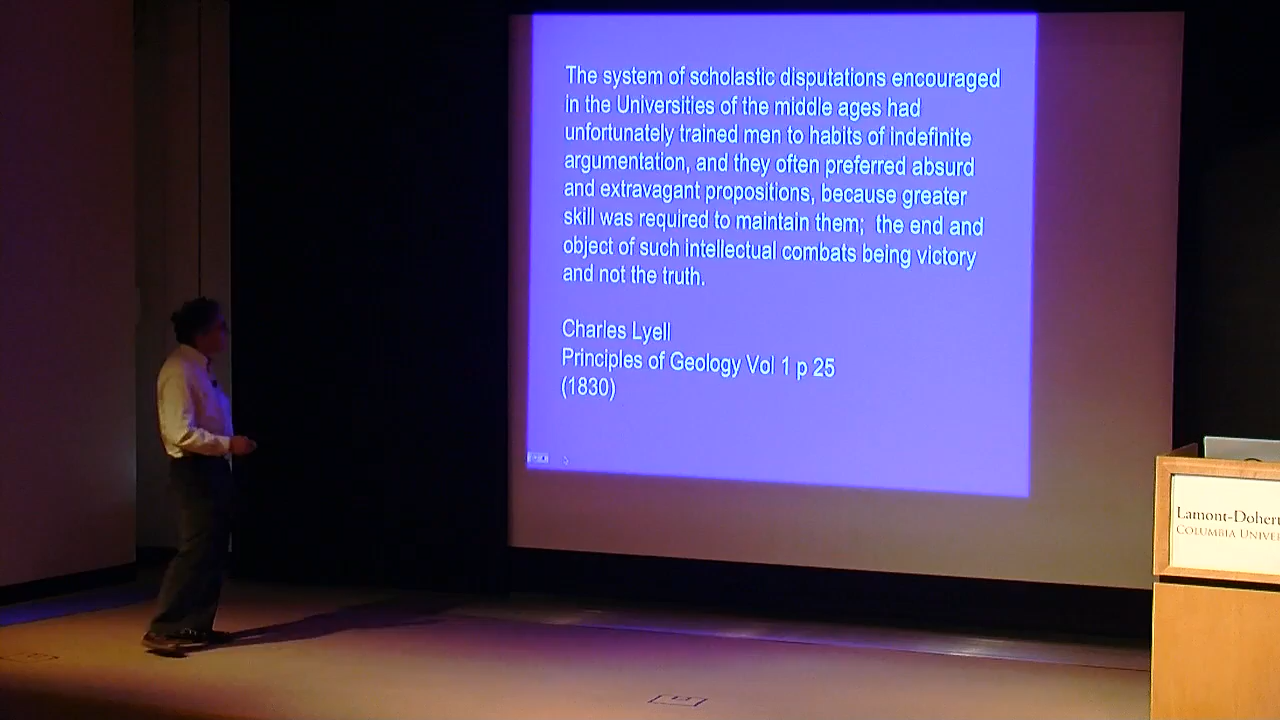 The system of scholastic disputations encouraged
in the Universities of the middle ages had
unfortunately trained men to habits of indefinite
argumentation, and they often preferred absurd
and extravagant propositions, because greater
skill was required to maintain them;  the end and
object of such intellectual combats being victory
and not the truth.
Charles Lyell
Principles of Geology Vol 1 p 25
(1830)
Lamont-Dohert
COLUMBIA UNIVE